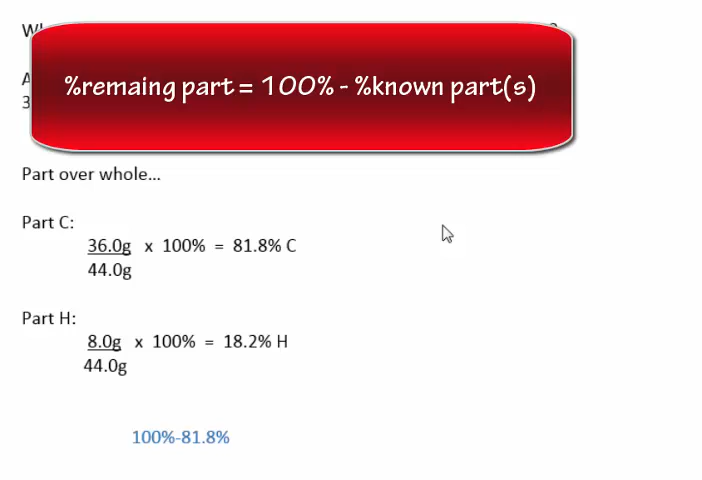 %remaing part = 100% - %known part(s)
Part over whole...
Part C:
36.0g x 100% = 81.8% C
44.0g
Part H:
8.0g x 100% = 18.2% H
44.0g
100%-81.8%